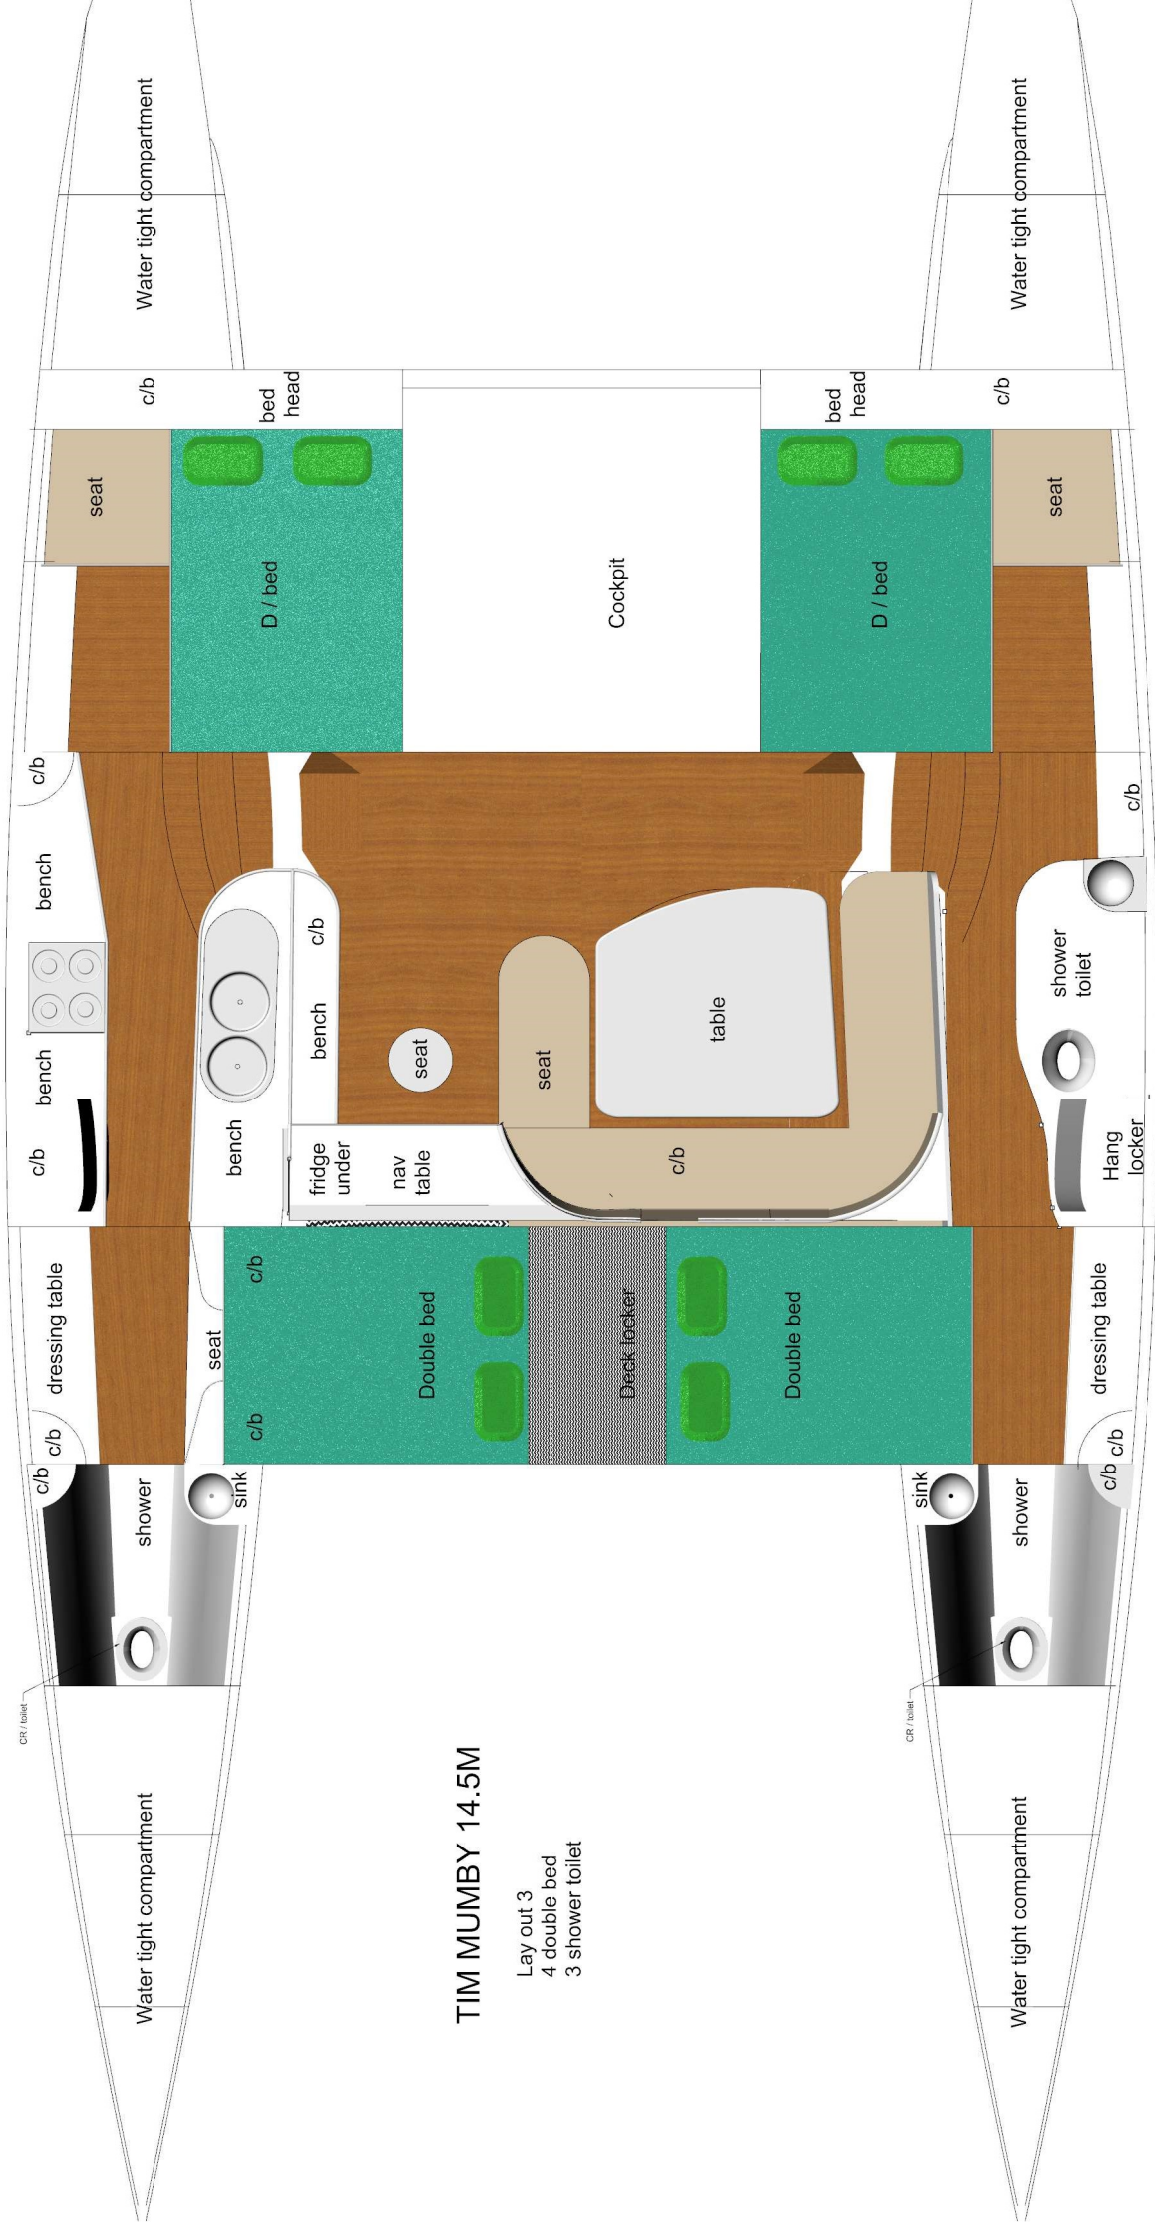 Water tight compartment
Water tight compartment
c/b
bed
head
bed
head
c/b
seat
seat
D / bed
Cockpit
D / bed
c/b
c/b
bench
c/b
shower
toilet
bench
bench
seat
seat
table
c/b
bench
fridge
under
nav
table
c/b
Hang
locker
dressing table
seat
c/b
c/b
Double bed
Deck locker
Double bed
dressing table
c/b
c/b
c/b
c/b
shower
sink
sink
shower
CR / toilet
CR / toilet
TIM MUMBY 14.5M
Lay out 3
4 double bed
3 shower toilet
Water tight compartment
Water tight compartment